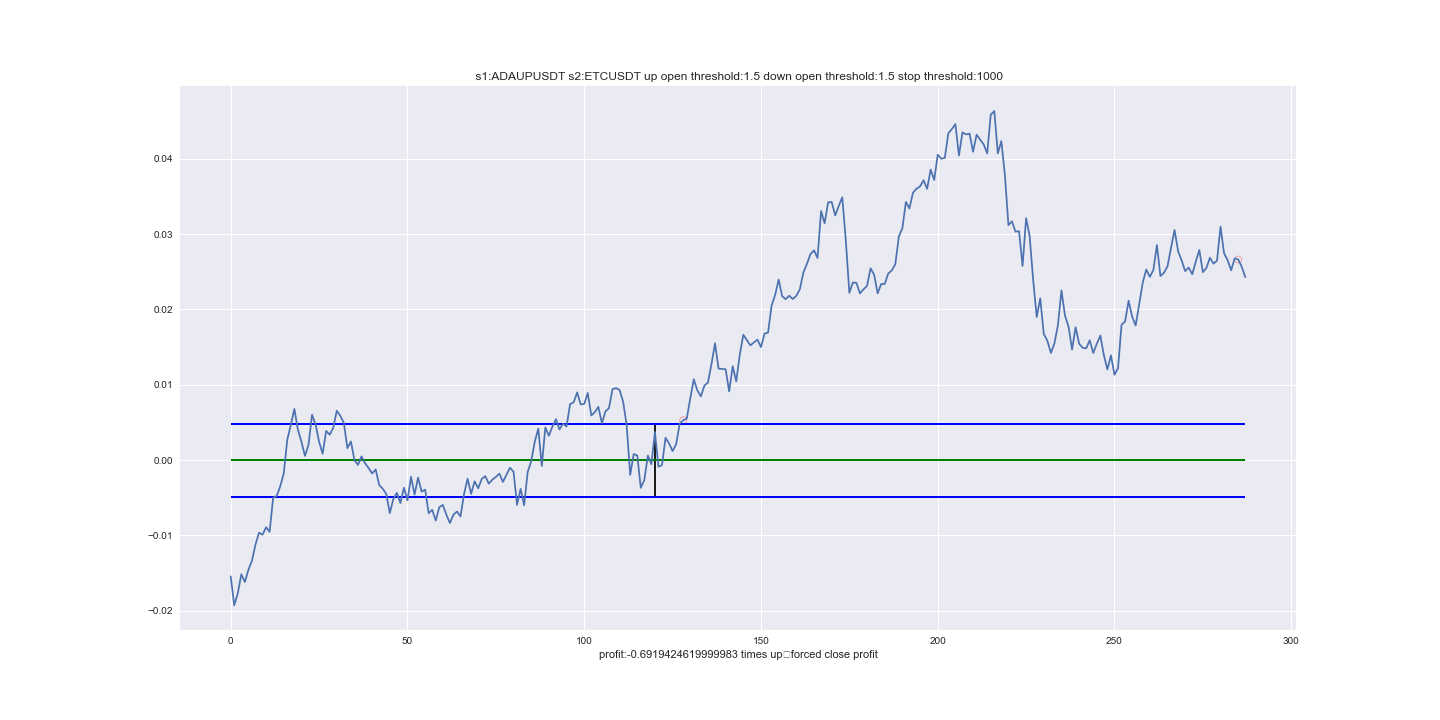 s1:ADAUPUSDT s2:ETCUSDT up open threshold:1.5 down open threshold:1.5 stop threshold:1000
0.04
0.03
0.02
0.01
0.00
−0.01
−0.02
0 50 100 150 200 250 300
profit:-0.6919424619999983 times up□forced close profit